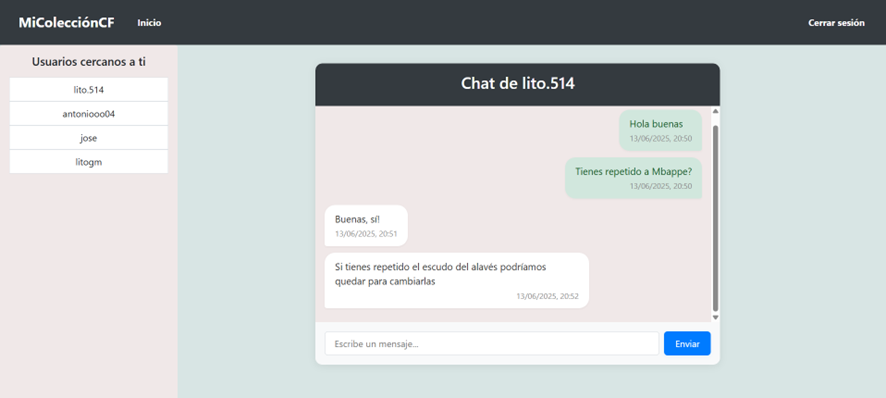 MiColecciónCF
Inicio
Cerrar sesión
Usuarios cercanos a ti
lito.514
antoniooo04
jose
litogm
Chat de lito.514
Hola buenas
13/06/2025, 20:50
Tienes repetido a Mbappe?
13/06/2025, 20:50
Buenas, sí!
13/06/2025, 20:51
Si tienes repetido el escudo del alavés podríamos
quedar para cambiarlas
13/06/2025, 20:52
Escribe un mensaje...
Enviar